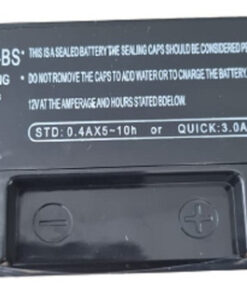 -BS
NG
THIS IS A SEALED BATTERY.THE SEALING CAPS SHOULD BE CONSIDERED PE
DO NOT ROMOVE THE CAPS TO ADD WATER OR TO CHARGE THE BATTERY.
12V AT THE AMPERAGE AND HOURS STATED BDELOW.
STD: 0.4AX5~10h or QUICK:3.0A